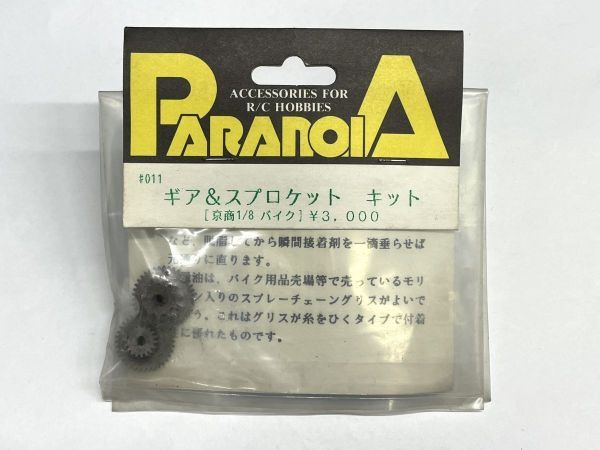 PARANOIA
ACCESSORIES FOR
R/C HOBBIES
#011
ギア&スプロケット キット
[京商1/8 バイク]¥3,000
から瞬間接着剤を一滴垂らせば
に直ります。
油は、バイク用品売場等で売っているモリ
ン入りのスプレーチェーングリスがよいで
う。これはグリスが糸をひくタイプで付着
に優れたものです。